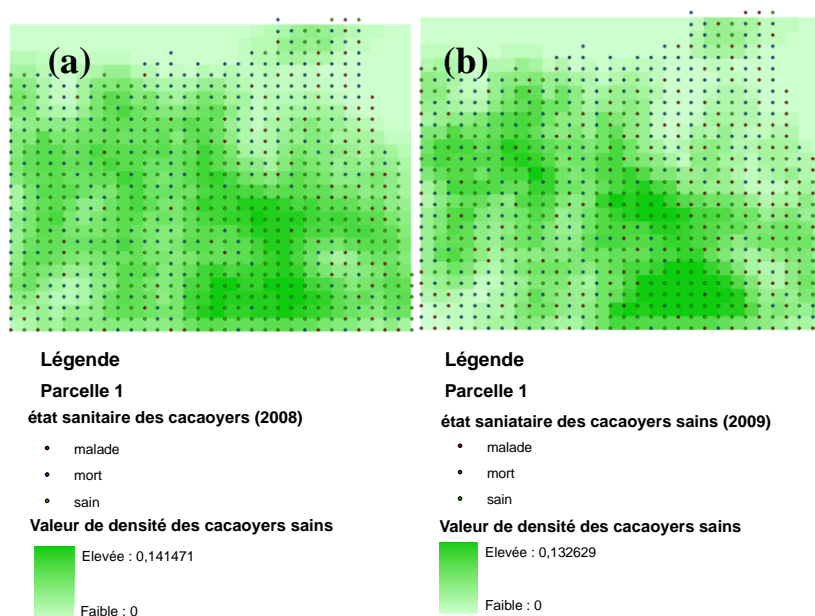 (a)
Légende
Parcelle 1
état sanitaire des cacaoyers (2008)
malade
mort
sain
Valeur de densité des cacaoyers sains
Elevée : 0,141471
Faible : 0
(b)
Légende
Parcelle 1
état saniataire des cacaoyers sains (2009)
malade
mort
sain
Valeur de densité des cacaoyers sains
Elevée : 0,132629
Faible : 0